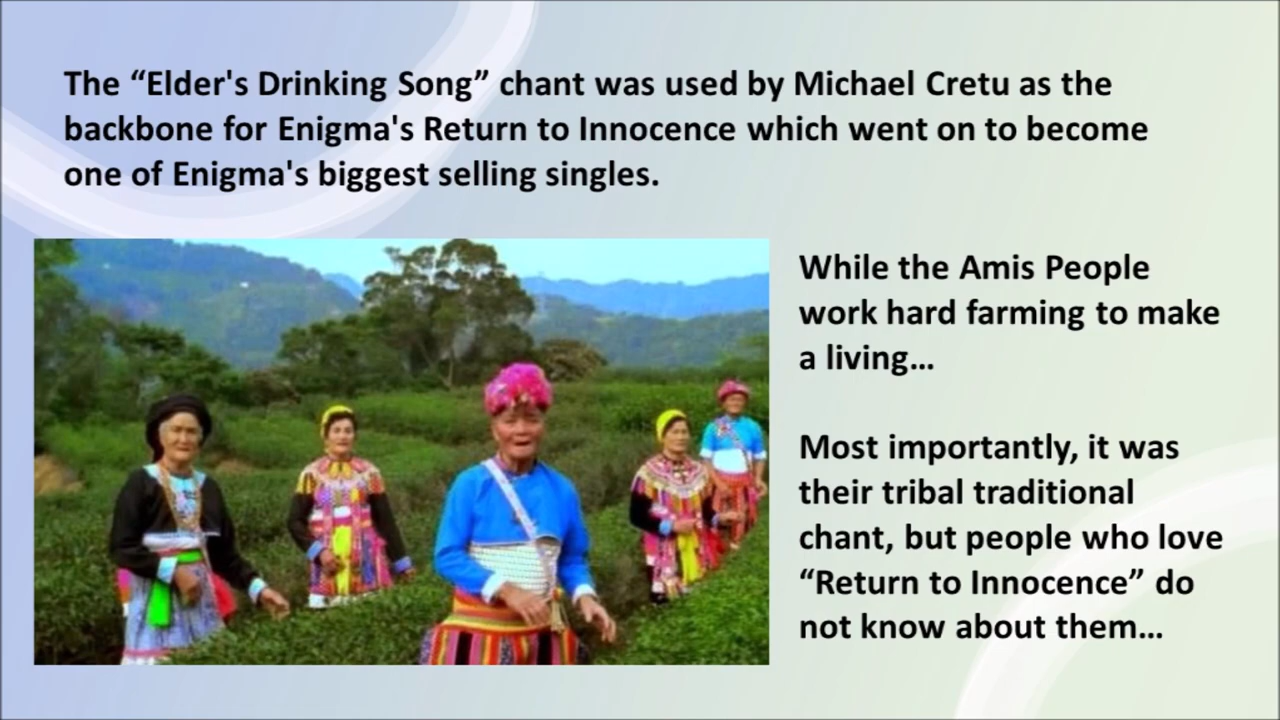 The “Elder's Drinking Song” chant was used by Michael Cretu as the
backbone for Enigma's Return to Innocence which went on to become
one of Enigma's biggest selling singles.
While the Amis People
work hard farming to make
a living…
Most importantly, it was
their tribal traditional
chant, but people who love
“Return to Innocence” do
not know about them…